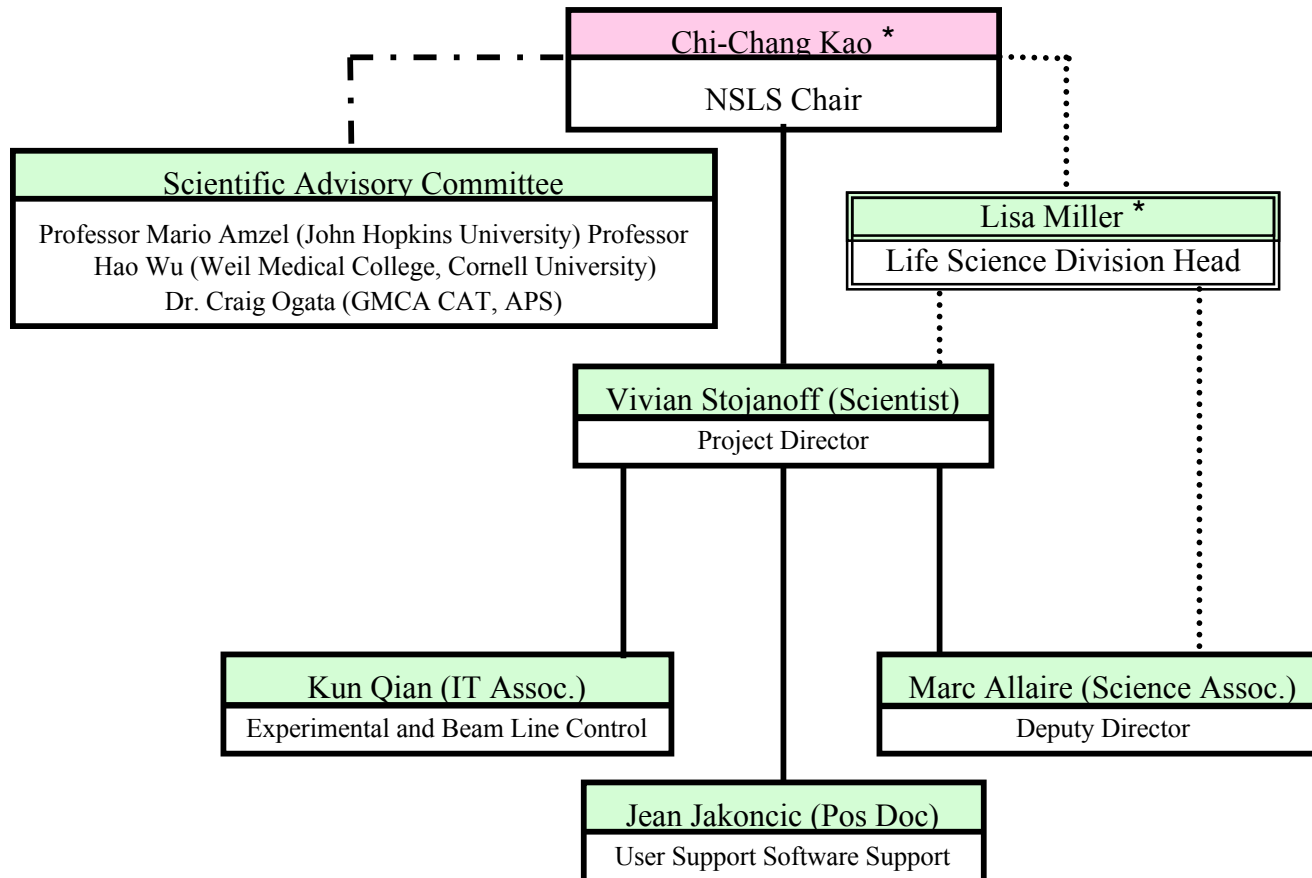 Chi-Chang Kao *
NSLS Chair
Scientific Advisory Committee
Professor Mario Amzel (John Hopkins University) Professor
Hao Wu (Weil Medical College, Cornell University)
Dr. Craig Ogata (GMCA CAT, APS)
Lisa Miller *
Life Science Division Head
Vivian Stojanoff (Scientist)
Project Director
Kun Qian (IT Assoc.)
Experimental and Beam Line Control
Marc Allaire (Science Assoc.)
Deputy Director
Jean Jakoncic (Pos Doc)
User Support Software Support